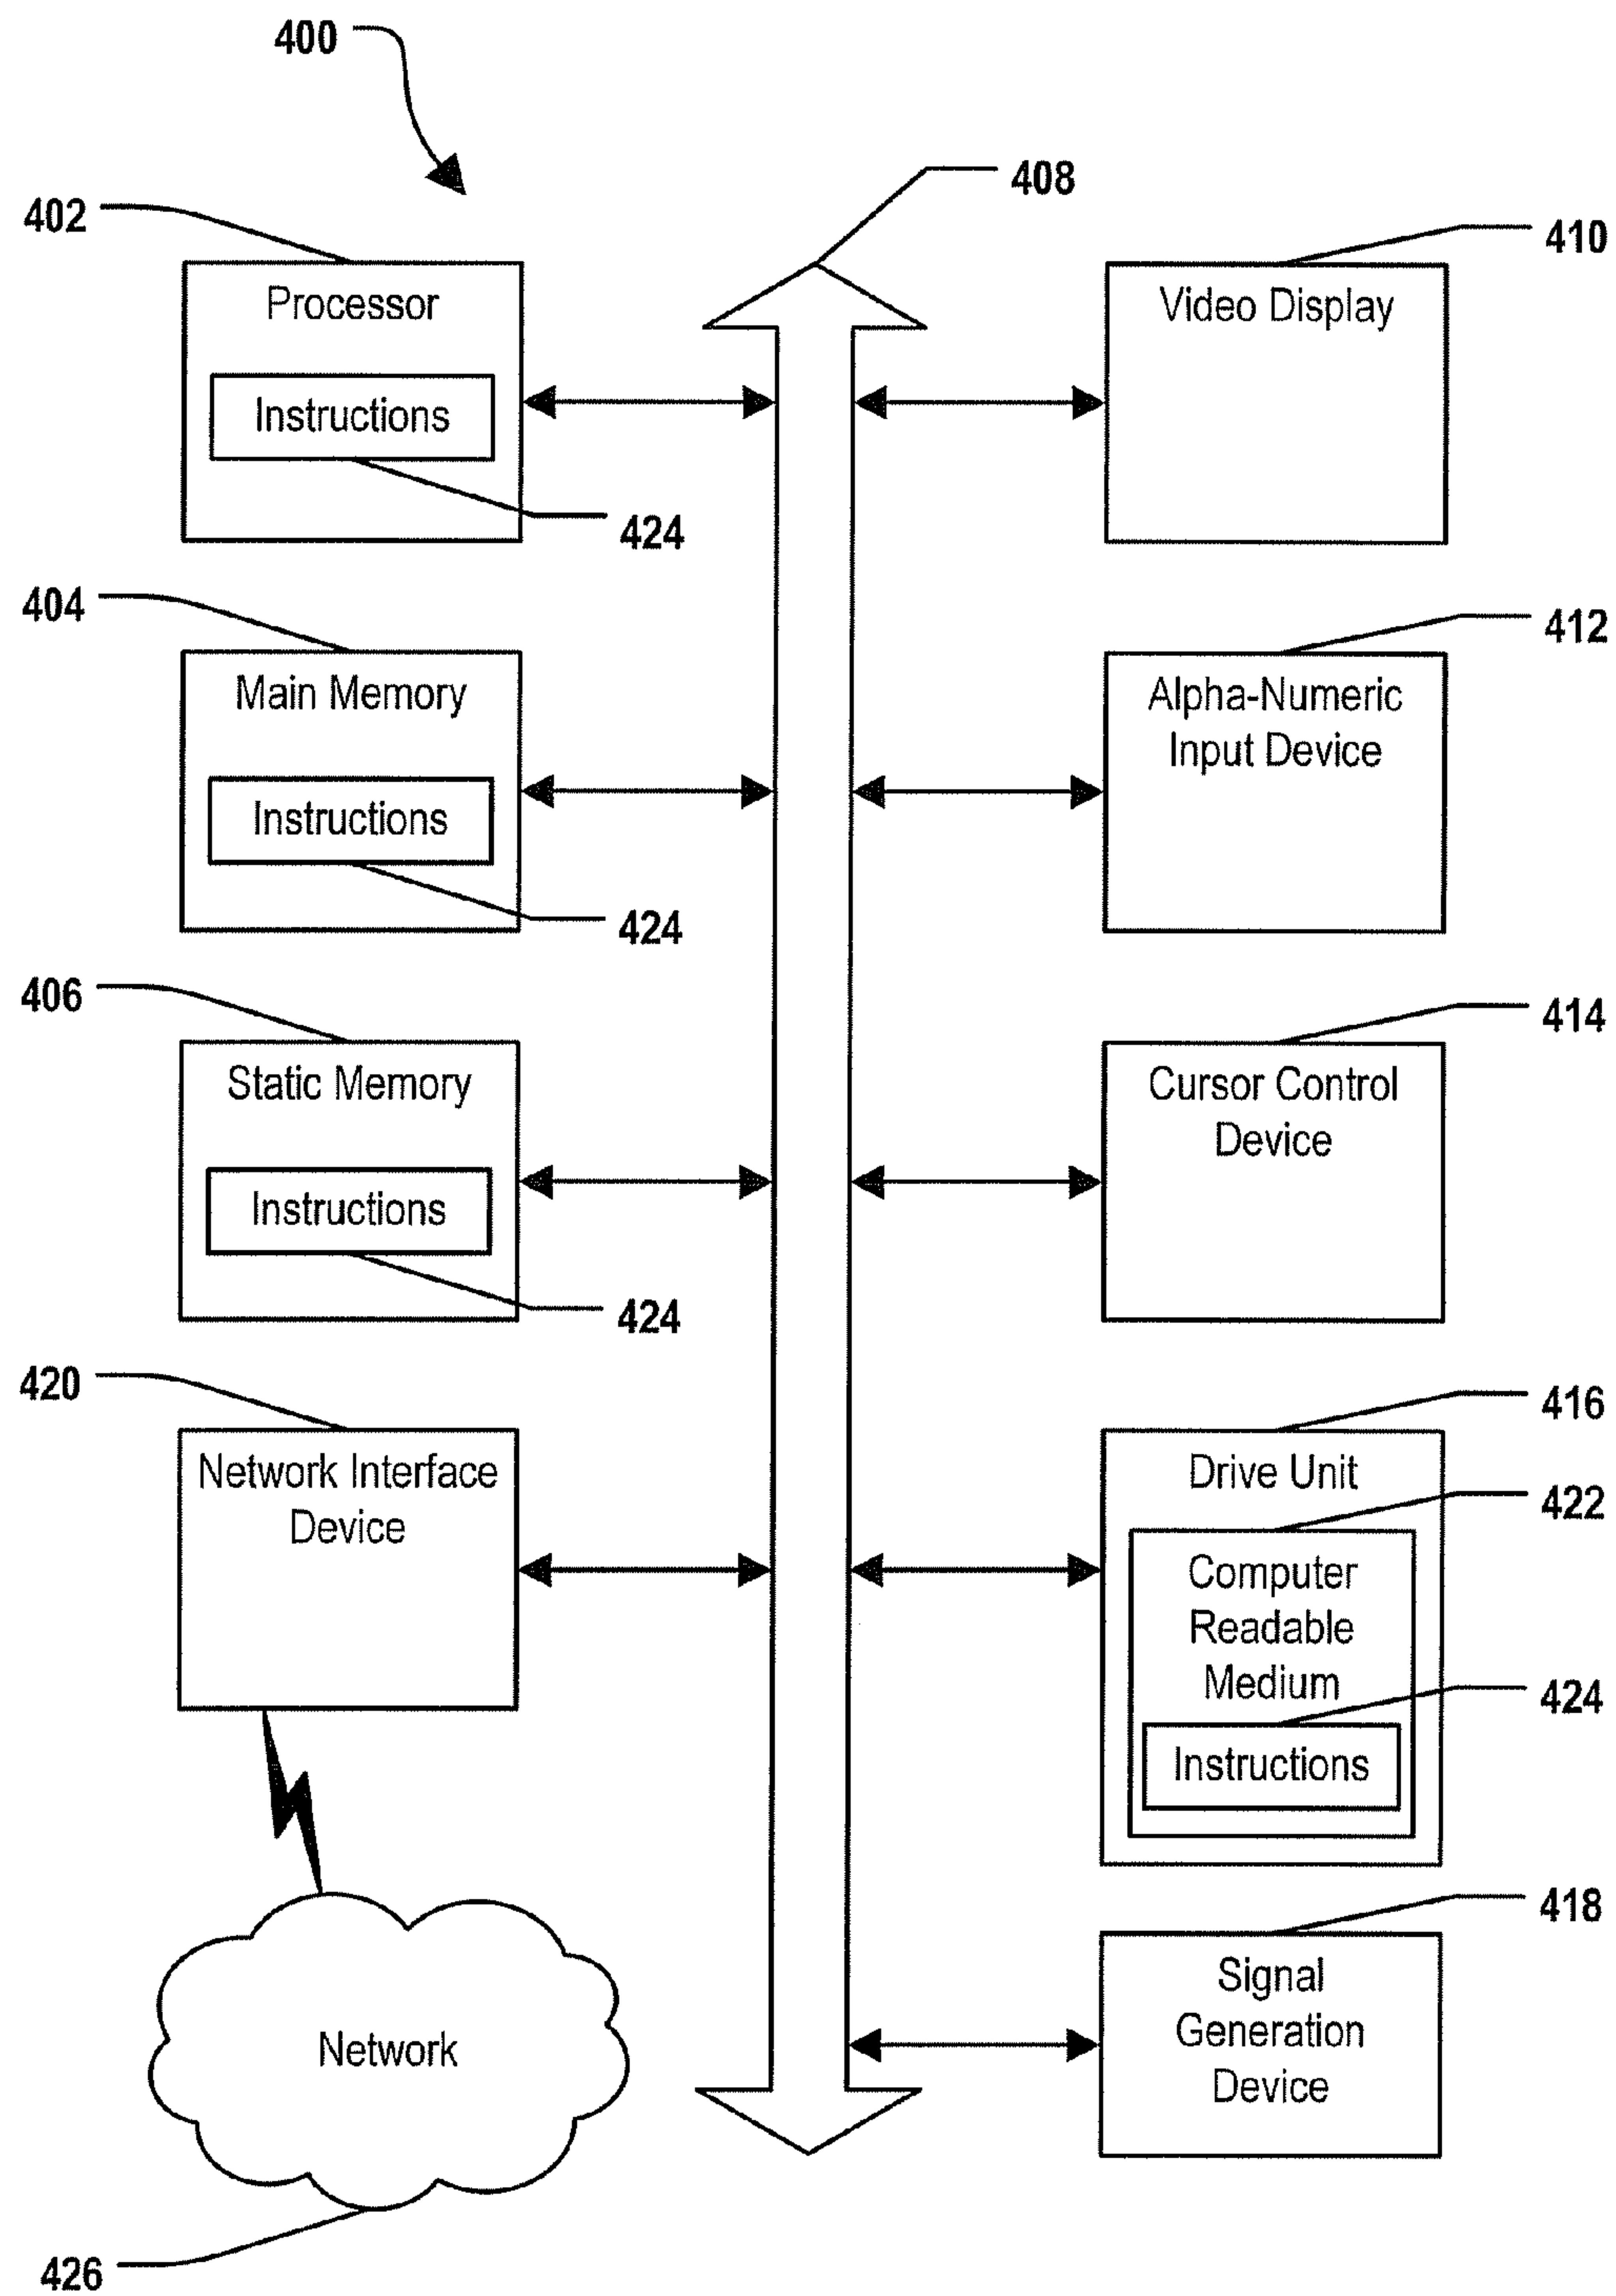 400
408
402
Processor
Instructions
424
410
Video Display
404
Main Memory
Instructions
424
412
Alpha-Numeric
Input Device
406
Static Memory
Instructions
424
414
Cursor Control
Device
420
Network Interface
Device
416
Drive Unit
422
Computer
Readable
Medium
424
Instructions
418
Signal
Generation
Device
Network
426